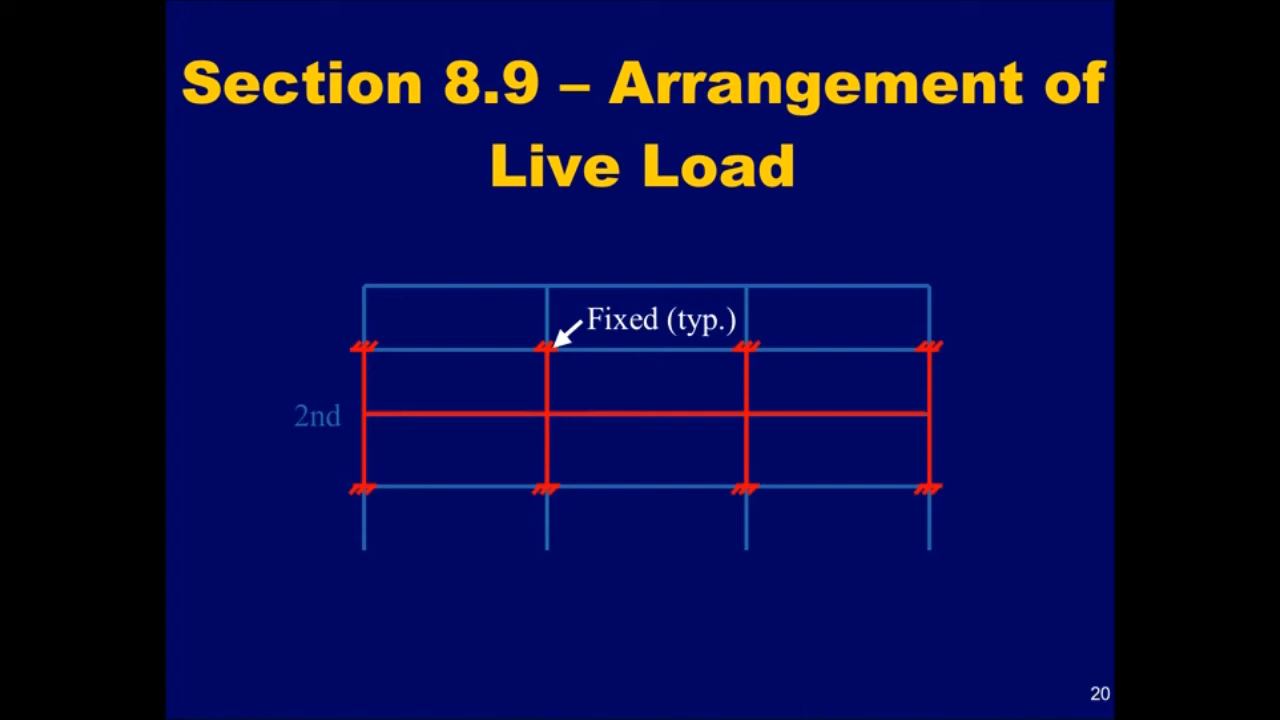 Section 8.9 – Arrangement of
Live Load
Fixed (typ.)
2nd
20